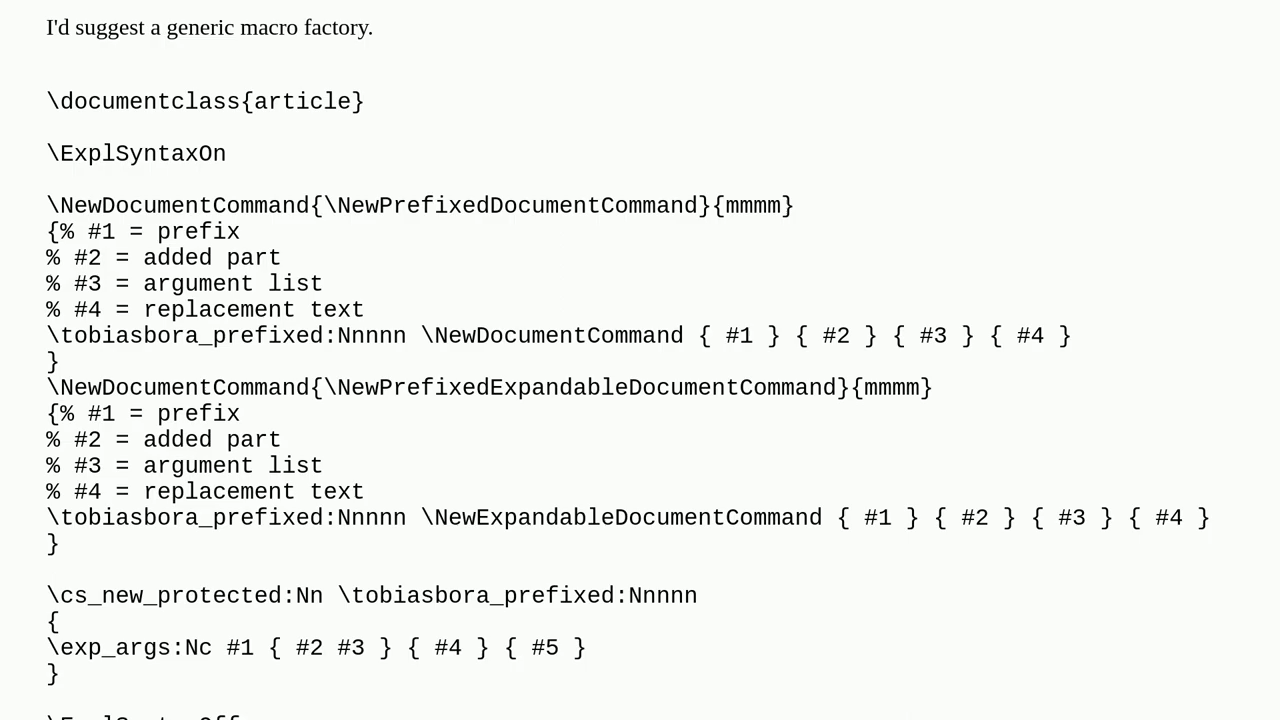 I'd suggest a generic macro factory.
\documentclass{article}
\ExplSyntaxOn
\NewDocumentCommand{\NewPrefixedDocumentCommand}{mmmm}
{% #1 = prefix
% #2 = added part
% #3 = argument list
% #4 = replacement text
\tobiasbora_prefixed:Nnnnn \NewDocumentCommand { #1 } { #2 } { #3 } { #4 }
}
\NewDocumentCommand{\NewPrefixedExpandableDocumentCommand}{mmmm}
{% #1 = prefix
% #2 = added part
% #3 = argument list
% #4 = replacement text
\tobiasbora_prefixed:Nnnnn \NewExpandableDocumentCommand { #1 } { #2 } { #3 } { #4 }
}
\cs_new_protected:Nn \tobiasbora_prefixed:Nnnnn
{
\exp_args:Nc #1 { #2 #3 } { #4 } { #5 }
}
\ExplSyntaxOff